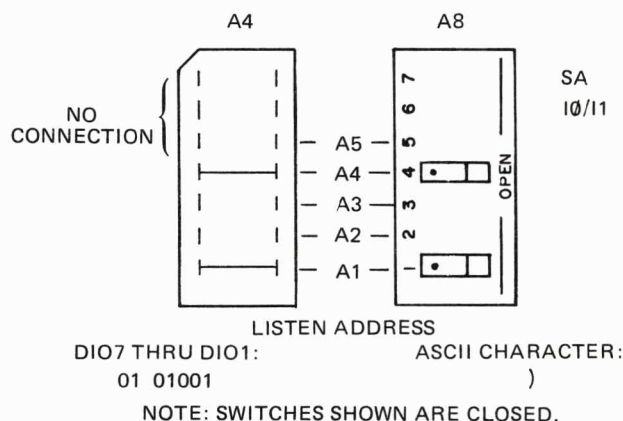 A4 A8
7 SA
6 IØ/I1
NO CONNECTION
A5 5
A4 4
A3 3
A2 2
A1 1
OPEN
LISTEN ADDRESS
DIO7 THRU DIO1: ASCII CHARACTER:
01 01001 )
NOTE: SWITCHES SHOWN ARE CLOSED.